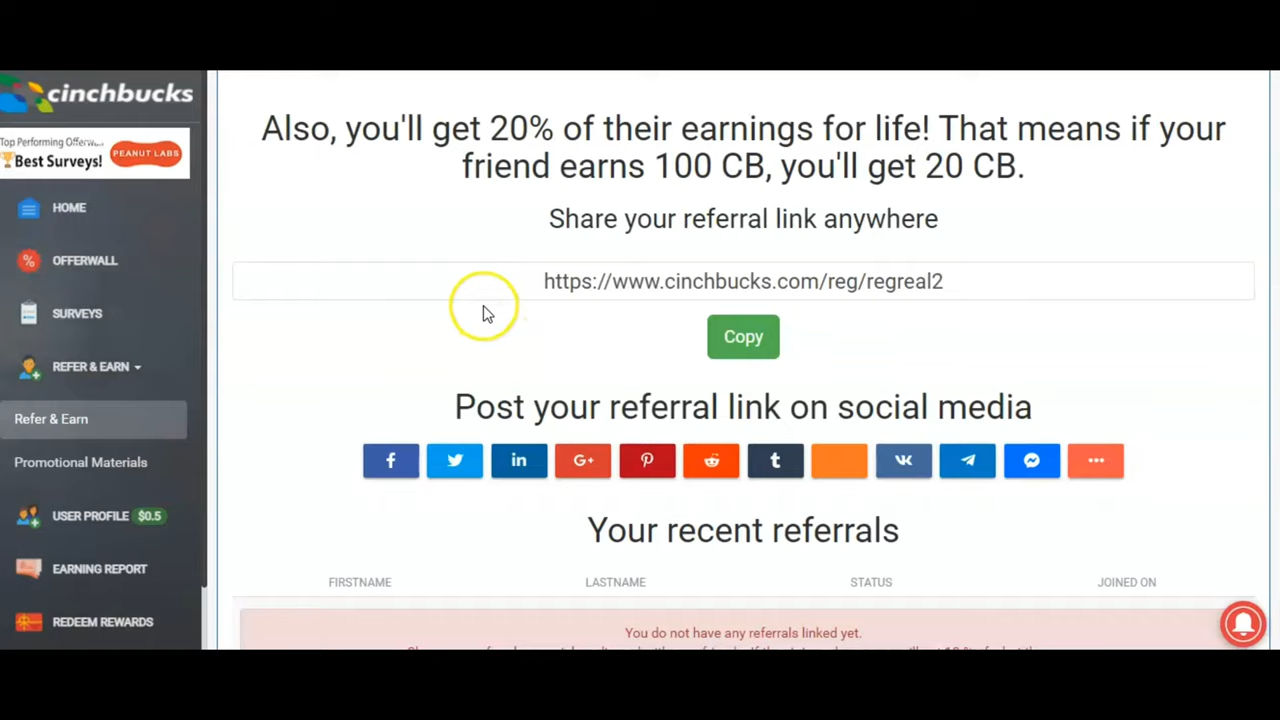 cinchbucks
Top Performing Offerw...
Best Surveys!
PEANUT LABS
HOME
OFFERWALL
SURVEYS
REFER & EARN
Refer & Earn
Promotional Materials
USER PROFILE $0.5
EARNING REPORT
REDEEM REWARDS
Also, you'll get 20% of their earnings for life! That means if your
friend earns 100 CB, you'll get 20 CB.
Share your referral link anywhere
https://www.cinchbucks.com/reg/regreal2
Copy
Post your referral link on social media
Your recent referrals
FIRSTNAME LASTNAME STATUS JOINED ON
You do not have any referrals linked yet.